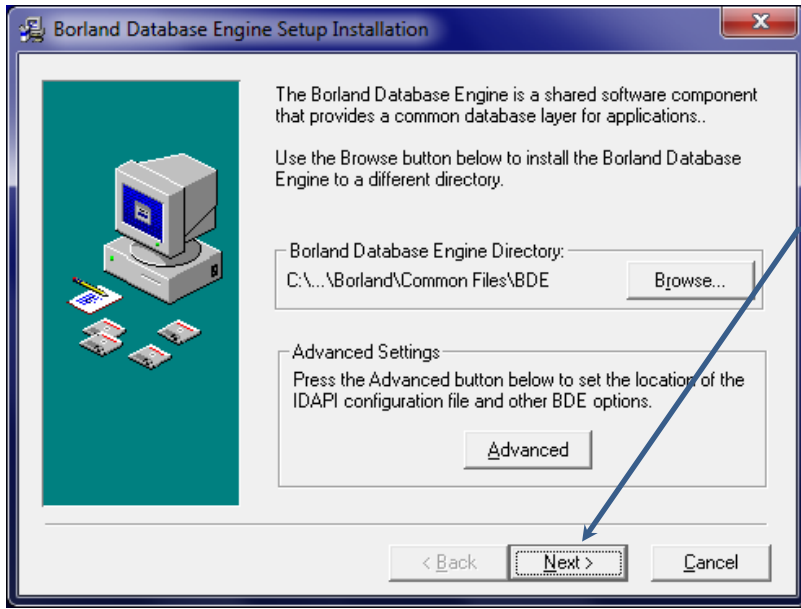 Borland Database Engine Setup Installation
The Borland Database Engine is a shared software component
that provides a common database layer for applications..
Use the Browse button below to install the Borland Database
Engine to a different directory.
Borland Database Engine Directory:
C:\...\Borland\Common Files\BDE
Browse...
Advanced Settings
Press the Advanced button below to set the location of the
IDAPI configuration file and other BDE options.
Advanced
< Back Next > Cancel